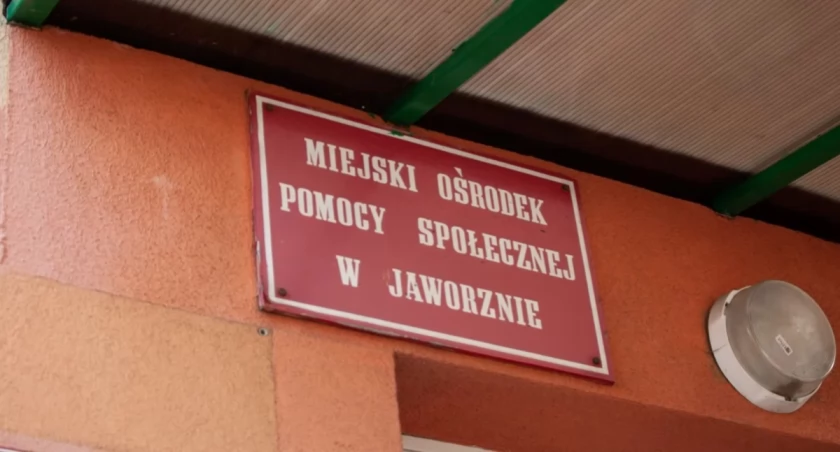 MIEJSKI OŚRODEK
POMOCY SPOŁECZNEJ
W JAWORZNIE